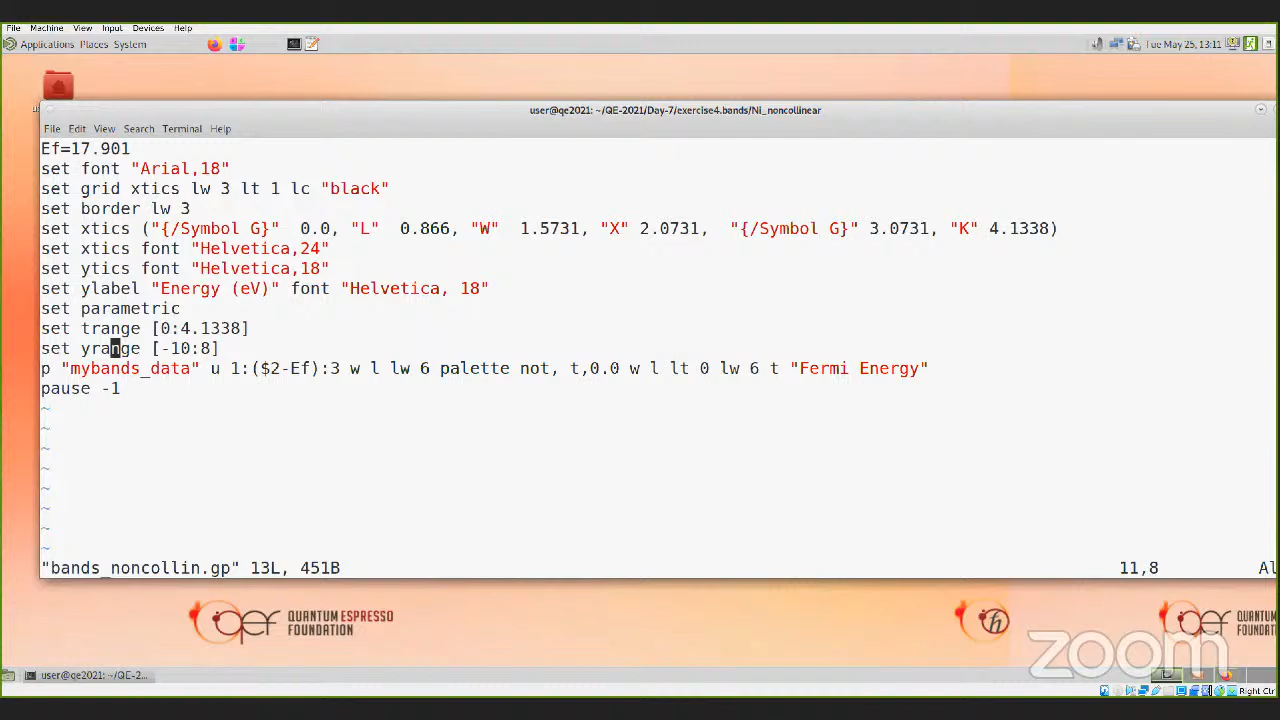 File Machine View Input Devices Help
Applications Places System
Tue May 25, 13:11
user@qe2021: ~/QE-2021/Day-7/exercise4.bands/Ni_noncollinear
File Edit View Search Terminal Help
Ef=17.901
set font "Arial,18"
set grid xtics lw 3 lt 1 lc "black"
set border lw 3
set xtics ("{/Symbol G}"  0.0, "L"  0.866, "W"  1.5731, "X" 2.0731,  "{/Symbol G}" 3.0731, "K" 4.1338)
set xtics font "Helvetica,24"
set ytics font "Helvetica,18"
set ylabel "Energy (eV)" font "Helvetica, 18"
set parametric
set trange [0:4.1338]
set yrange [-10:8]
p "mybands_data" u 1:($2-Ef):3 w l lw 6 palette not, t,0.0 w l lt 0 lw 6 t "Fermi Energy"
pause -1
~
~
~
~
~
~
~
~
"bands_noncollin.gp" 13L, 451B
11,8
Al
QUANTUM ESPRESSO
FOUNDATION
QUANTUM
FOUNDAT
zoom
user@qe2021: ~/QE-2...
Right Ctr